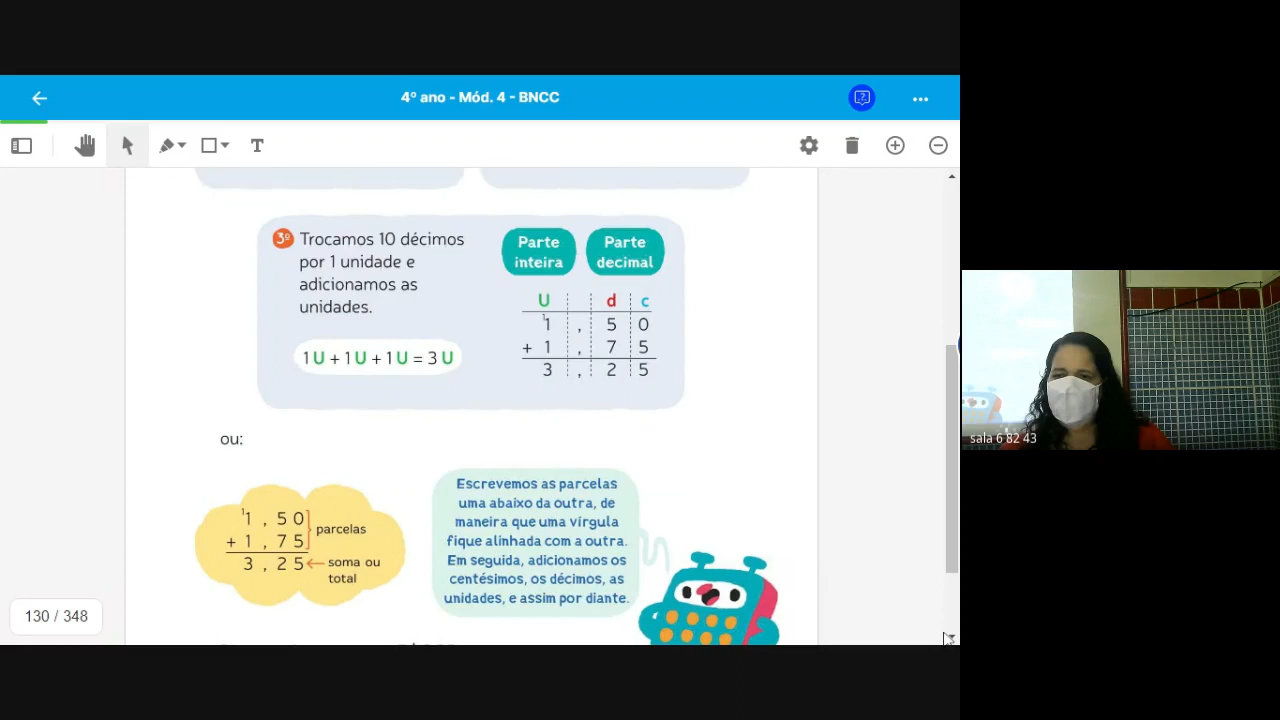 4º ano - Mód. 4 - BNCC
T
3º Trocamos 10 décimos
por 1 unidade e
adicionamos as
unidades.
1U + 1U + 1U = 3 U
Parte
inteira
Parte
decimal
U d c
1
1 , 5 0
+ 1 , 7 5
3 , 2 5
ou:
1
1 , 5 0
+ 1 , 7 5
3 , 2 5
parcelas
soma ou
total
Escrevemos as parcelas
uma abaixo da outra, de
maneira que uma vírgula
fique alinhada com a outra.
Em seguida, adicionamos os
centésimos, os décimos, as
unidades, e assim por diante.
130 / 348
sala 6 82 43